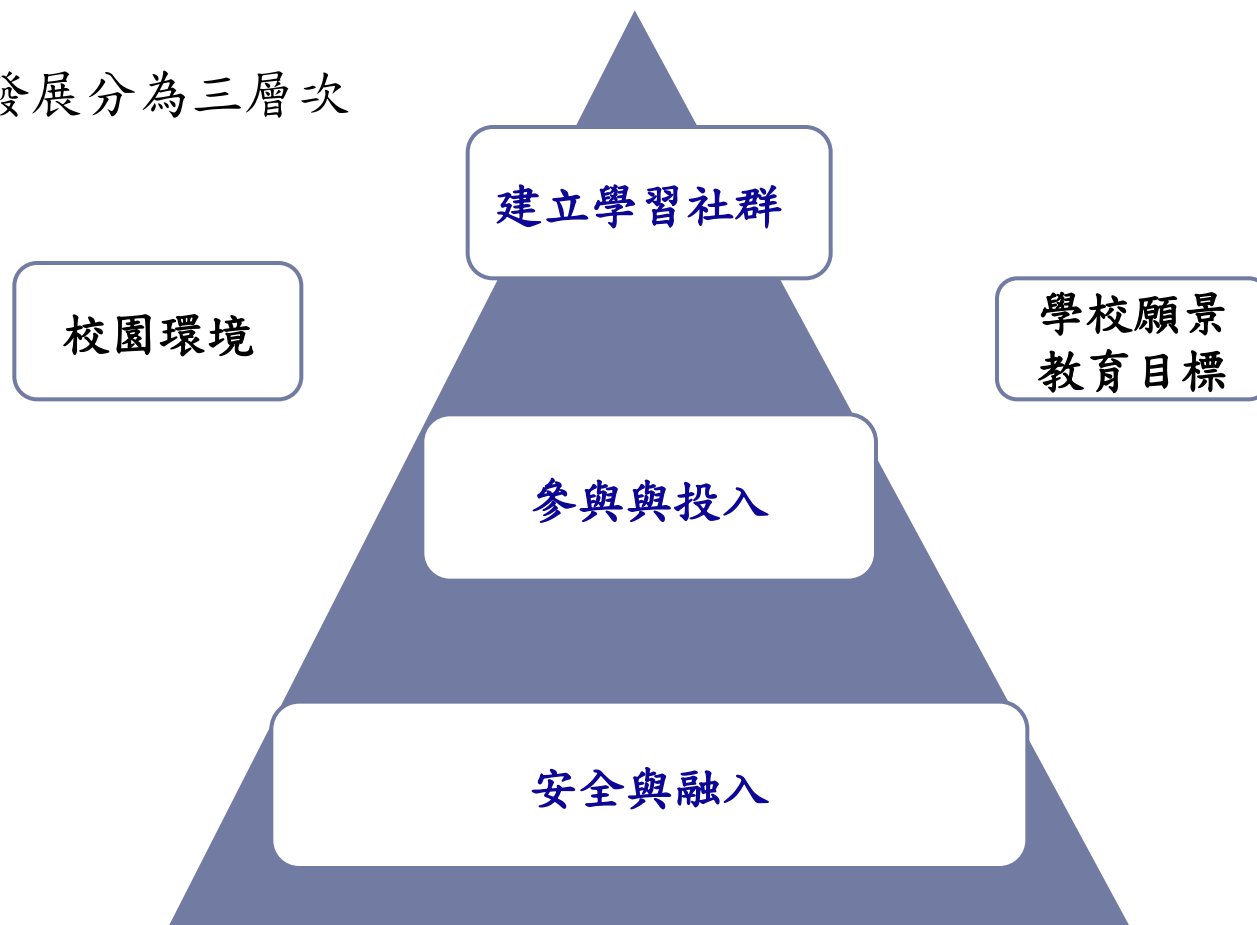 發展分為三層次
建立學習社群
校園環境
學校願景
教育目標
參與與投入
安全與融入